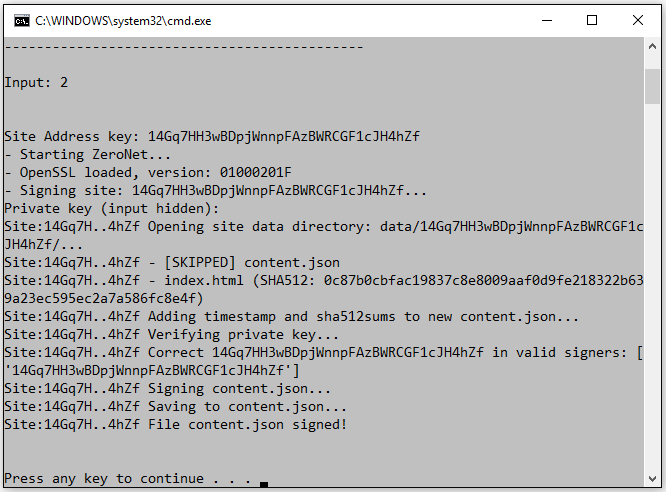 C:\WINDOWS\system32\cmd.exe
---------------------------------------------
Input: 2
Site Address key: 14Gq7HH3wBDpjWnnpFAzBWRCGF1cJH4hZf
- Starting ZeroNet...
- OpenSSL loaded, version: 01000201F
- Signing site: 14Gq7HH3wBDpjWnnpFAzBWRCGF1cJH4hZf...
Private key (input hidden):
Site:14Gq7H..4hZf Opening site data directory: data/14Gq7HH3wBDpjWnnpFAzBWRCGF1c
JH4hZf/...
Site:14Gq7H..4hZf - [SKIPPED] content.json
Site:14Gq7H..4hZf - index.html (SHA512: 0c87b0cbfac19837c8e8009aaf0d9fe218322b63
9a23ec595ec2a7a586fc8e4f)
Site:14Gq7H..4hZf Adding timestamp and sha512sums to new content.json...
Site:14Gq7H..4hZf Verifying private key...
Site:14Gq7H..4hZf Correct 14Gq7HH3wBDpjWnnpFAzBWRCGF1cJH4hZf in valid signers: [
'14Gq7HH3wBDpjWnnpFAzBWRCGF1cJH4hZf']
Site:14Gq7H..4hZf Signing content.json...
Site:14Gq7H..4hZf Saving to content.json...
Site:14Gq7H..4hZf File content.json signed!
Press any key to continue . . .